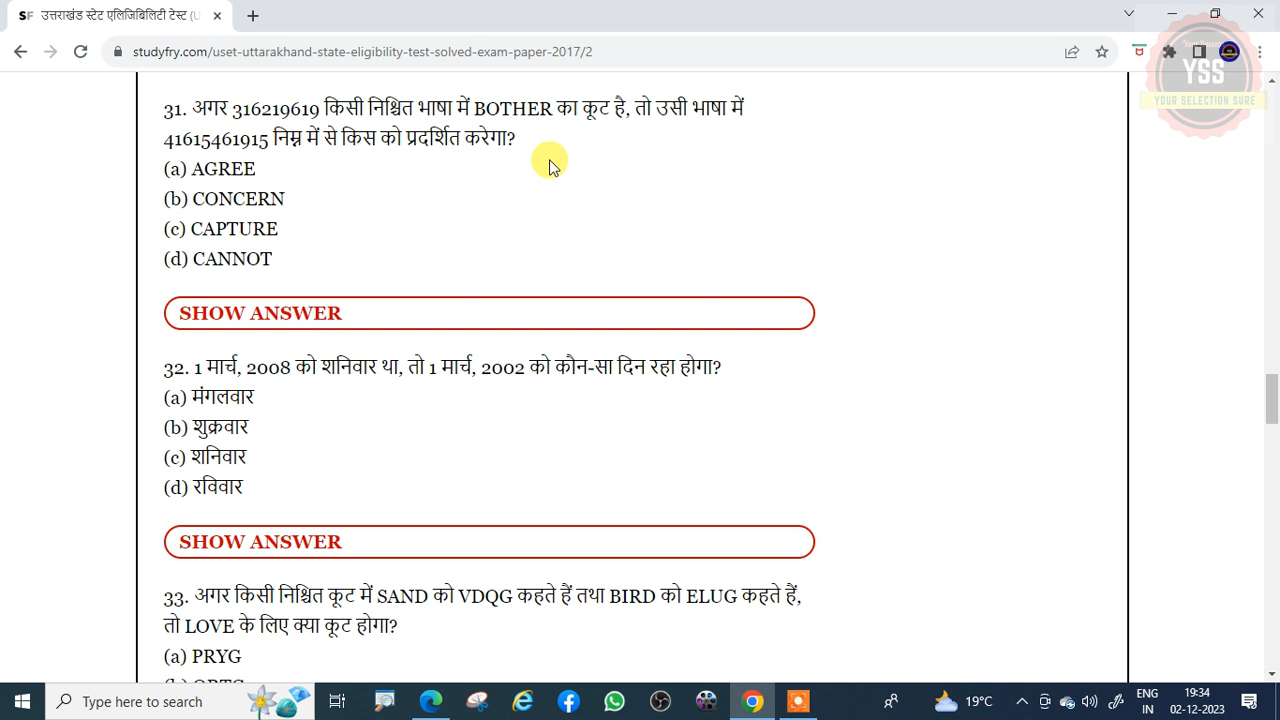 SF उत्तराखंड स्टेट एलिजिबिलिटी टेस्ट (U
studyfry.com/uset-uttarakhand-state-eligibility-test-solved-exam-paper-2017/2
YSS
YOUR SELECTION SURE
31. अगर 316219619 किसी निश्चित भाषा में BOTHER का कूट है, तो उसी भाषा में
41615461915 निम्न में से किस को प्रदर्शित करेगा?
(a) AGREE
(b) CONCERN
(c) CAPTURE
(d) CANNOT
SHOW ANSWER
32. 1 मार्च, 2008 को शनिवार था, तो 1 मार्च, 2002 को कौन-सा दिन रहा होगा?
(a) मंगलवार
(b) शुक्रवार
(c) शनिवार
(d) रविवार
SHOW ANSWER
33. अगर किसी निश्चित कूट में SAND को VDQG कहते हैं तथा BIRD को ELUG कहते हैं,
तो LOVE के लिए क्या कूट होगा?
(a) PRYG
Type here to search
19°C
ENG
IN
19:34
02-12-2023